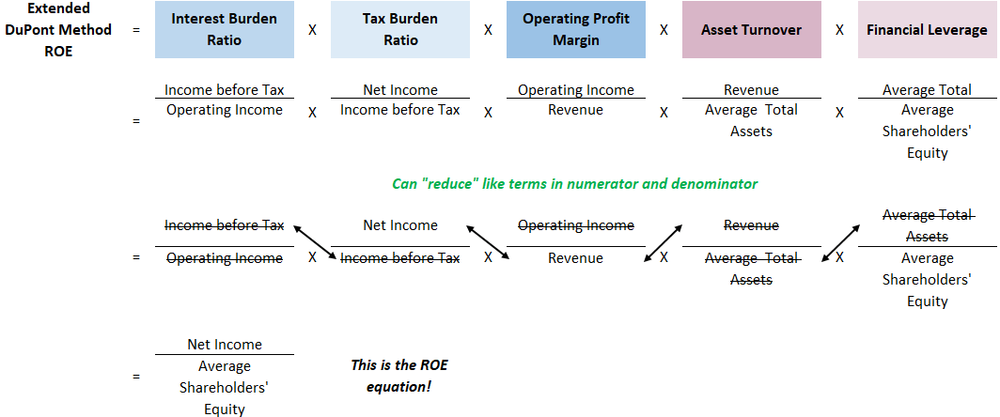 Extended
DuPont Method
ROE
=
Interest Burden
Ratio
X
Tax Burden
Ratio
X
Operating Profit
Margin
X
Asset Turnover
X
Financial Leverage
=
Income before Tax
Operating Income
X
Net Income
Income before Tax
X
Operating Income
Revenue
X
Revenue
Average Total
Assets
X
Average Total
Average
Shareholders'
Equity
Can "reduce" like terms in numerator and denominator
=
Income before Tax
Operating Income
X
Net Income
Income before Tax
X
Operating Income
Revenue
X
Revenue
Average Total
Assets
X
Average Total
Assets
Average
Shareholders'
Equity
=
Net Income
Average
Shareholders'
Equity
This is the ROE
equation!